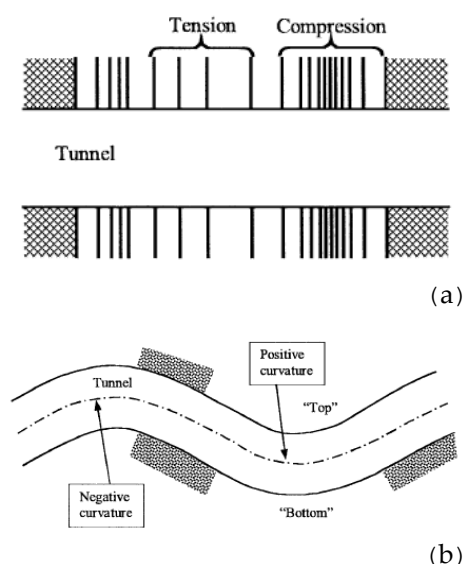 Tension
Compression
Tunnel
(a)
Positive
curvature
Tunnel
“Top”
Negative
curvature
“Bottom”
(b)